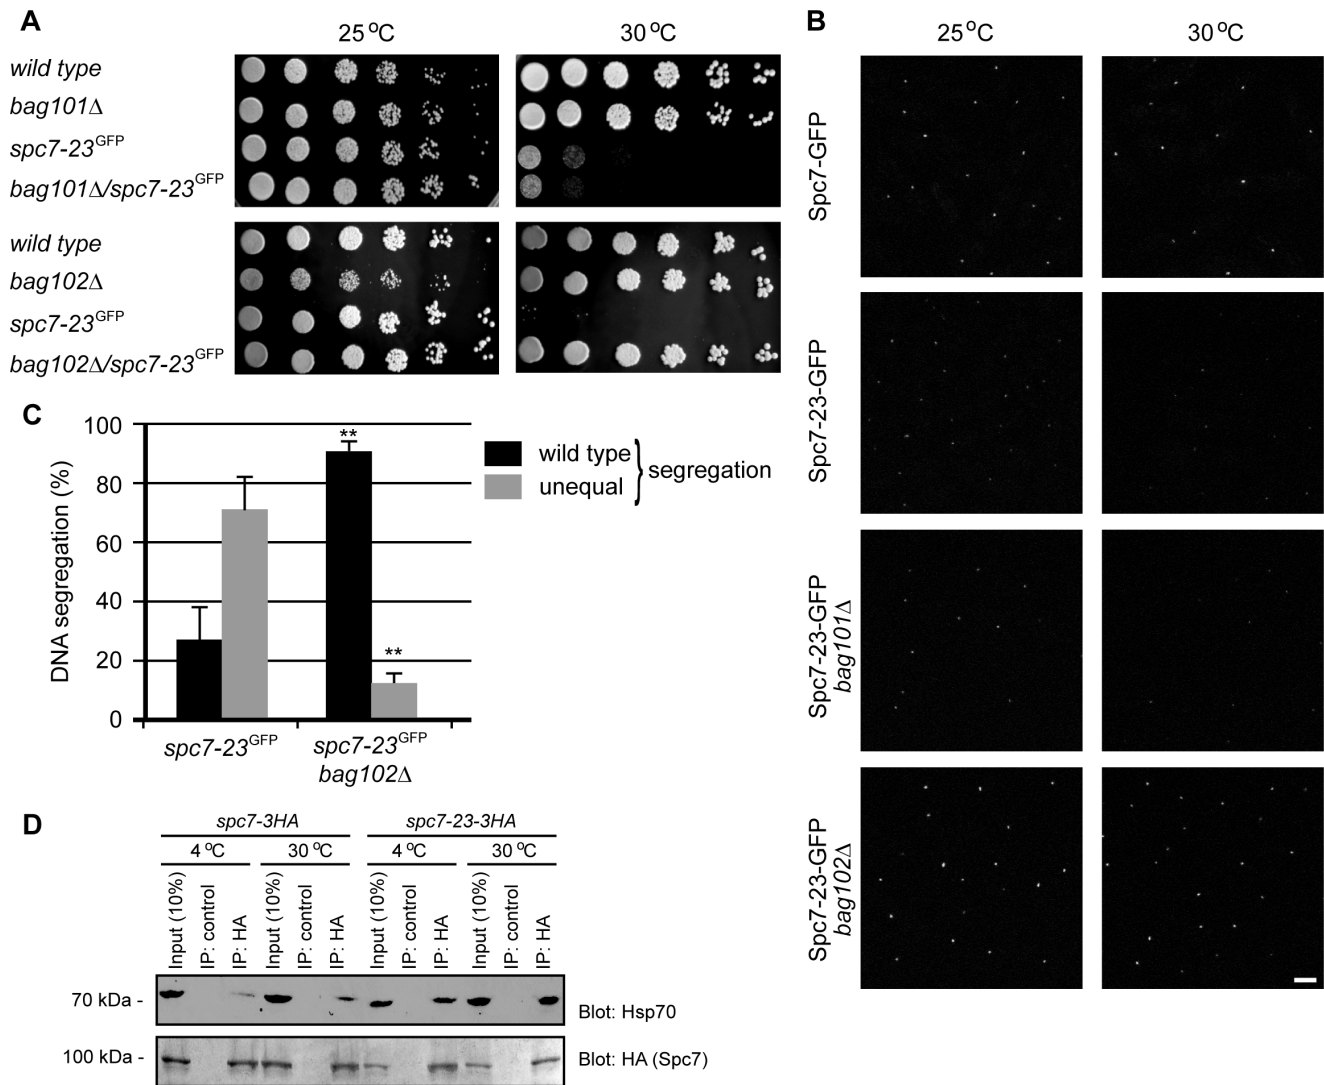 A
25 ºC
30 ºC
wild type
bag101Δ
spc7-23GFP
bag101Δ/spc7-23GFP
wild type
bag102Δ
spc7-23GFP
bag102Δ/spc7-23GFP
B
25ºC
30 ºC
Spc7-GFP
Spc7-23-GFP
Spc7-23-GFP
bag101Δ
Spc7-23-GFP
bag102Δ
C
DNA segregation (%)
100
80
60
40
20
0
**
**
spc7-23GFP
spc7-23GFP
bag102Δ
wild type
unequal
} segregation
D
spc7-3HA
spc7-23-3HA
4 ºC
30 ºC
4 ºC
30 ºC
Input (10%)
IP: control
IP: HA
Input (10%)
IP: control
IP: HA
Input (10%)
IP: control
IP: HA
Input (10%)
IP: control
IP: HA
70 kDa -
Blot: Hsp70
100 kDa -
Blot: HA (Spc7)